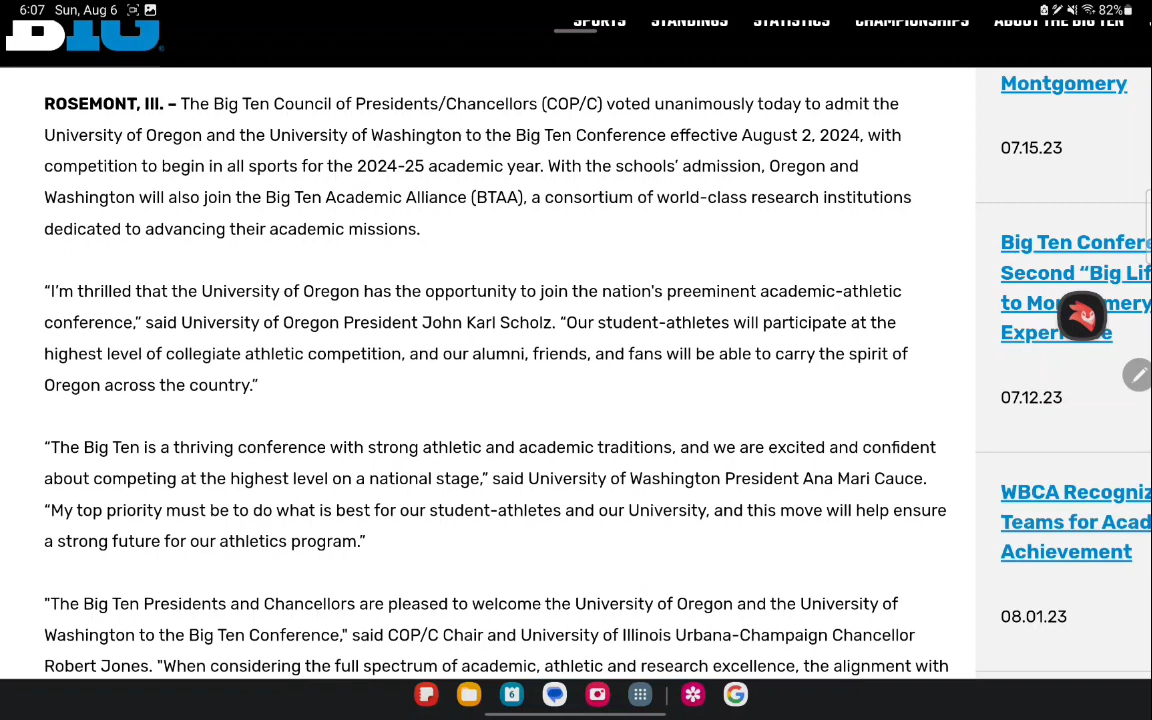 6:07 Sun, Aug 6
82%
BIG
SPORTS STANDINGS STATISTICS CHAMPIONSHIPS ABOUT THE BIG TEN
ROSEMONT, Ill. – The Big Ten Council of Presidents/Chancellors (COP/C) voted unanimously today to admit the
University of Oregon and the University of Washington to the Big Ten Conference effective August 2, 2024, with
competition to begin in all sports for the 2024-25 academic year. With the schools’ admission, Oregon and
Washington will also join the Big Ten Academic Alliance (BTAA), a consortium of world-class research institutions
dedicated to advancing their academic missions.
“I’m thrilled that the University of Oregon has the opportunity to join the nation's preeminent academic-athletic
conference,” said University of Oregon President John Karl Scholz. “Our student-athletes will participate at the
highest level of collegiate athletic competition, and our alumni, friends, and fans will be able to carry the spirit of
Oregon across the country.”
“The Big Ten is a thriving conference with strong athletic and academic traditions, and we are excited and confident
about competing at the highest level on a national stage,” said University of Washington President Ana Mari Cauce.
“My top priority must be to do what is best for our student-athletes and our University, and this move will help ensure
a strong future for our athletics program.”
"The Big Ten Presidents and Chancellors are pleased to welcome the University of Oregon and the University of
Washington to the Big Ten Conference," said COP/C Chair and University of Illinois Urbana-Champaign Chancellor
Robert Jones. "When considering the full spectrum of academic, athletic and research excellence, the alignment with
Montgomery
07.15.23
Big Ten Confere
Second “Big Lif
to
07.12.23
WBCA Recogniz
Teams for Acad
Achievement
08.01.23
6